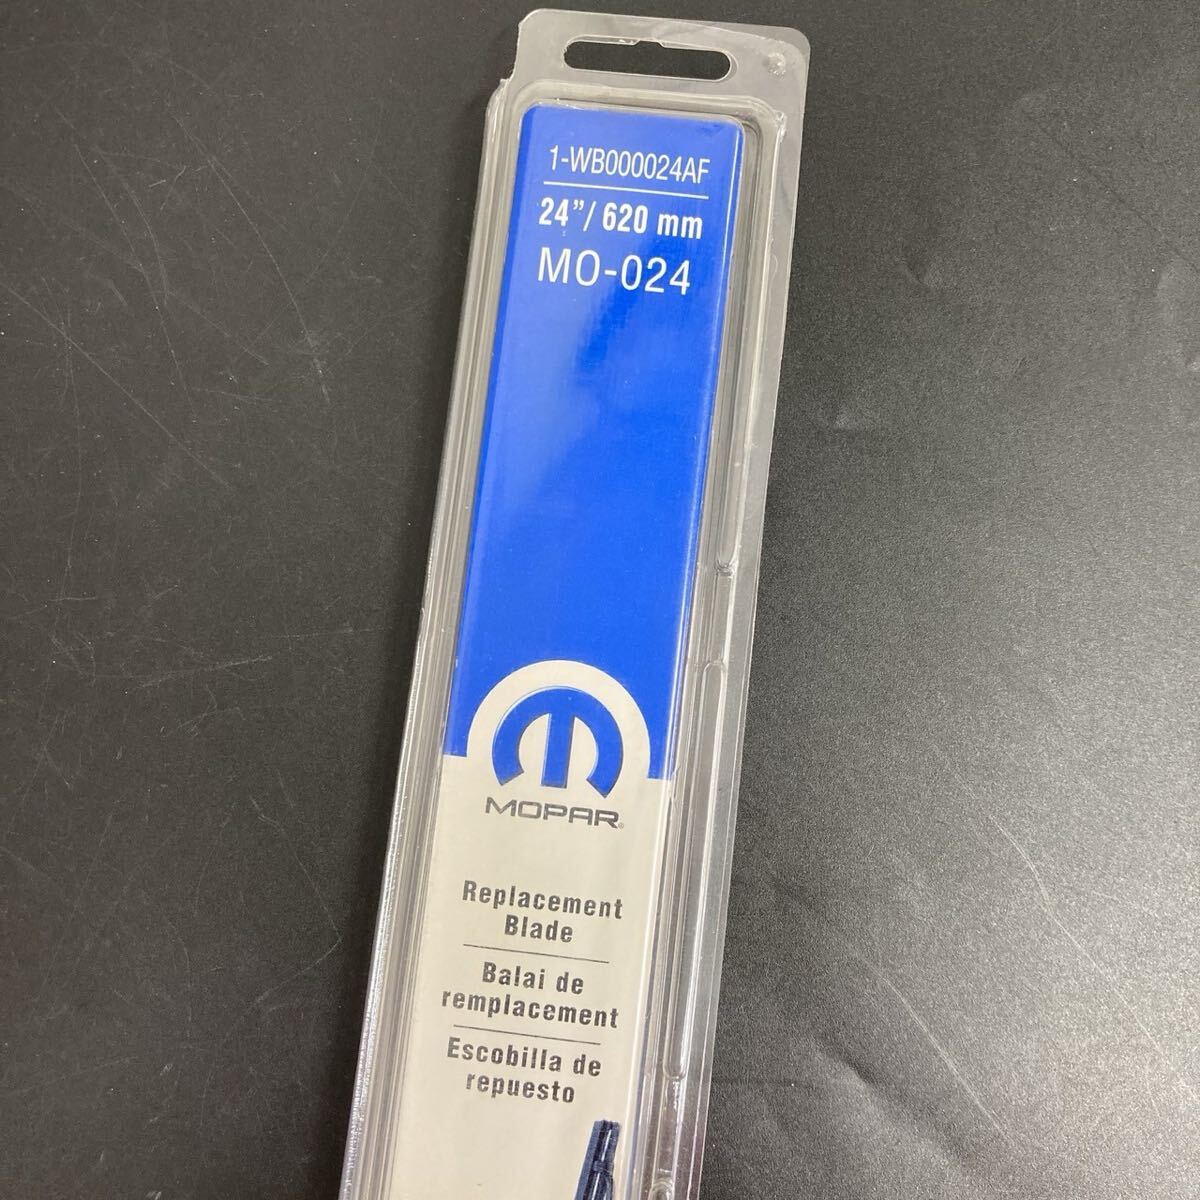 1-WB000024AF
24”/ 620 mm
MO-024
MOPAR®
Replacement
Blade
Balai de
remplacement
Escobilla de
repuesto